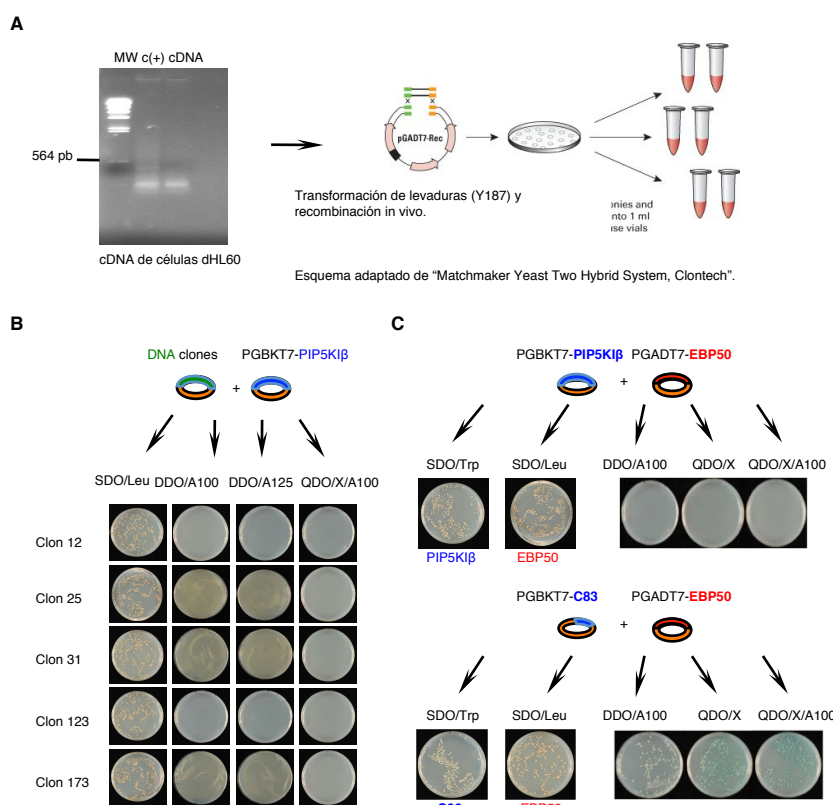 A
MW c(+) cDNA
564 pb
pGADT7-Rec
Transformación de levaduras (Y187) y
recombinación in vivo.
onies and
nto 1 ml
use vials
cDNA de células dHL60
Esquema adaptado de “Matchmaker Yeast Two Hybrid System, Clontech”.
B
DNA clones
PGBKT7-PIP5KIβ
+
SDO/Leu DDO/A100 DDO/A125 QDO/X/A100
Clon 12
Clon 25
Clon 31
Clon 123
Clon 173
C
PGBKT7-PIP5KIβ PGADT7-EBP50
+
SDO/Trp SDO/Leu DDO/A100 QDO/X QDO/X/A100
PIP5KIβ EBP50
PGBKT7-C83 PGADT7-EBP50
+
SDO/Trp SDO/Leu DDO/A100 QDO/X QDO/X/A100
C83 EBP50